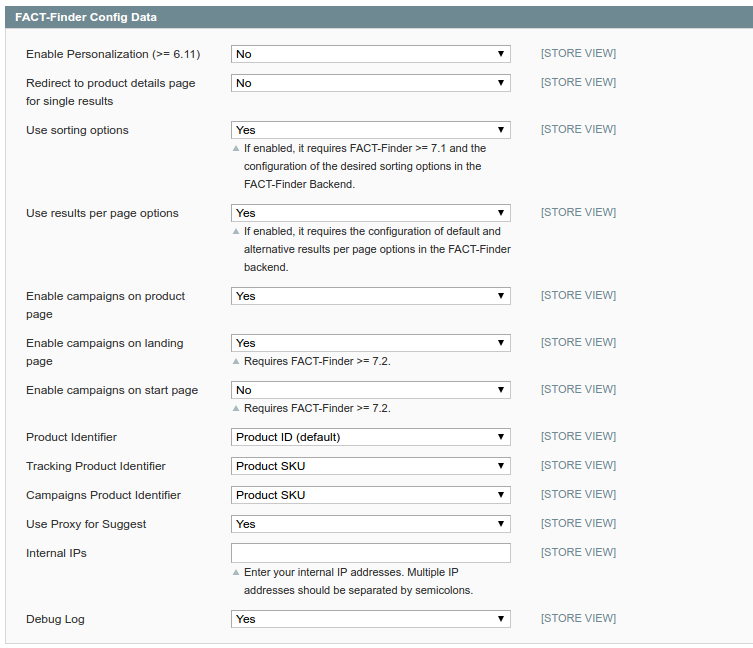 FACT-Finder Config Data
Enable Personalization (>= 6.11) No [STORE VIEW]
Redirect to product details page No [STORE VIEW]
for single results
Use sorting options Yes [STORE VIEW]
If enabled, it requires FACT-Finder >= 7.1 and the
configuration of the desired sorting options in the
FACT-Finder Backend.
Use results per page options Yes [STORE VIEW]
If enabled, it requires the configuration of default and
alternative results per page options in the FACT-Finder
backend.
Enable campaigns on product Yes [STORE VIEW]
page
Enable campaigns on landing Yes [STORE VIEW]
page
Requires FACT-Finder >= 7.2.
Enable campaigns on start page No [STORE VIEW]
Requires FACT-Finder >= 7.2.
Product Identifier Product ID (default) [STORE VIEW]
Tracking Product Identifier Product SKU [STORE VIEW]
Campaigns Product Identifier Product SKU [STORE VIEW]
Use Proxy for Suggest Yes [STORE VIEW]
Internal IPs [STORE VIEW]
Enter your internal IP addresses. Multiple IP
addresses should be separated by semicolons.
Debug Log Yes [STORE VIEW]